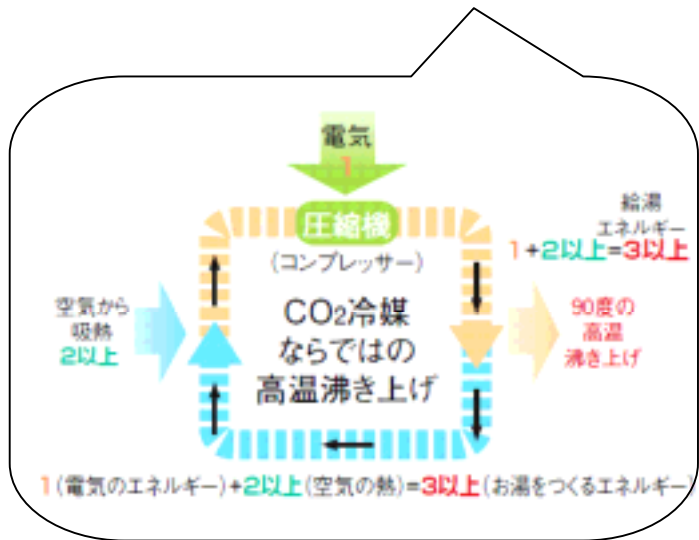 電気
1
圧縮機
(コンプレッサー)
給湯
エネルギー
1+2以上=3以上
空気から
吸熱
2以上
CO2冷媒
ならではの
高温沸き上げ
90度の
高温
沸き上げ
1(電気のエネルギー)+2以上(空気の熱)=3以上(お湯をつくるエネルギー)